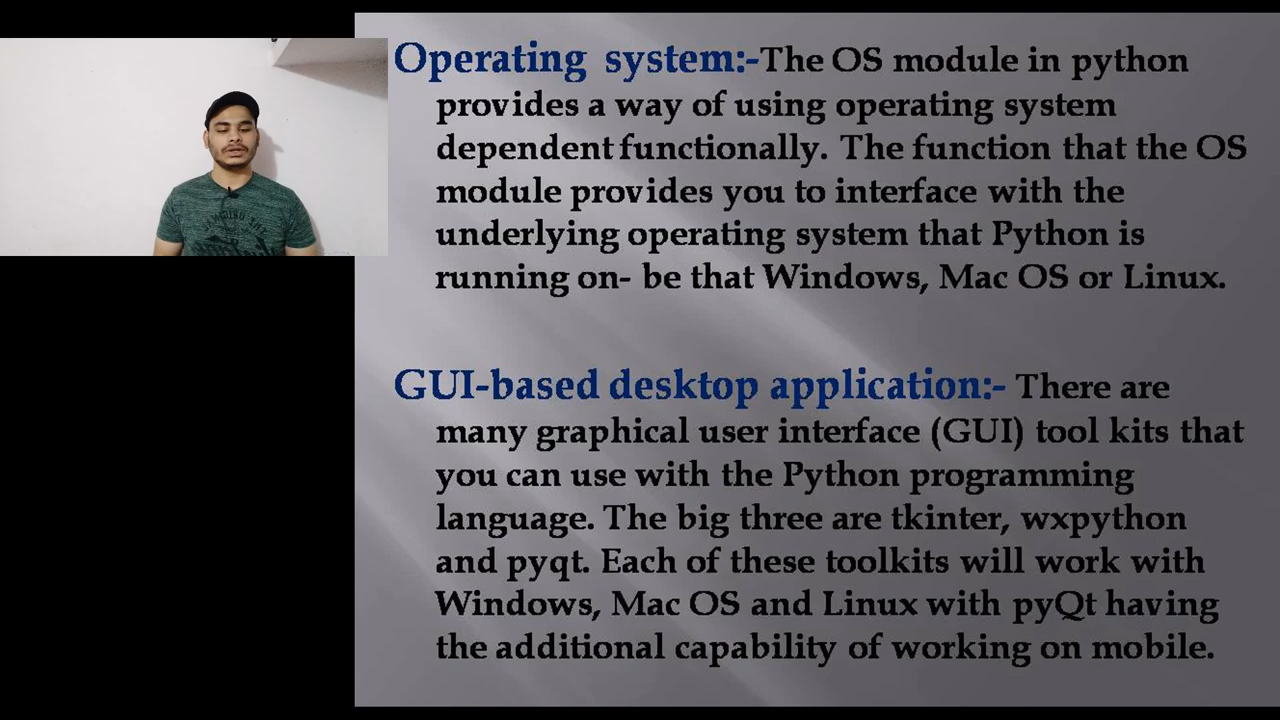 Operating system:-The OS module in python
provides a way of using operating system
dependent functionally. The function that the OS
module provides you to interface with the
underlying operating system that Python is
running on- be that Windows, Mac OS or Linux.
GUI-based desktop application:- There are
many graphical user interface (GUI) tool kits that
you can use with the Python programming
language. The big three are tkinter, wxpython
and pyqt. Each of these toolkits will work with
Windows, Mac OS and Linux with pyQt having
the additional capability of working on mobile.